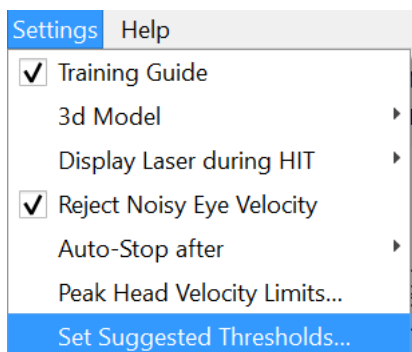 Settings Help
Training Guide
3d Model
Display Laser during HIT
Reject Noisy Eye Velocity
Auto-Stop after
Peak Head Velocity Limits...
Set Suggested Thresholds...